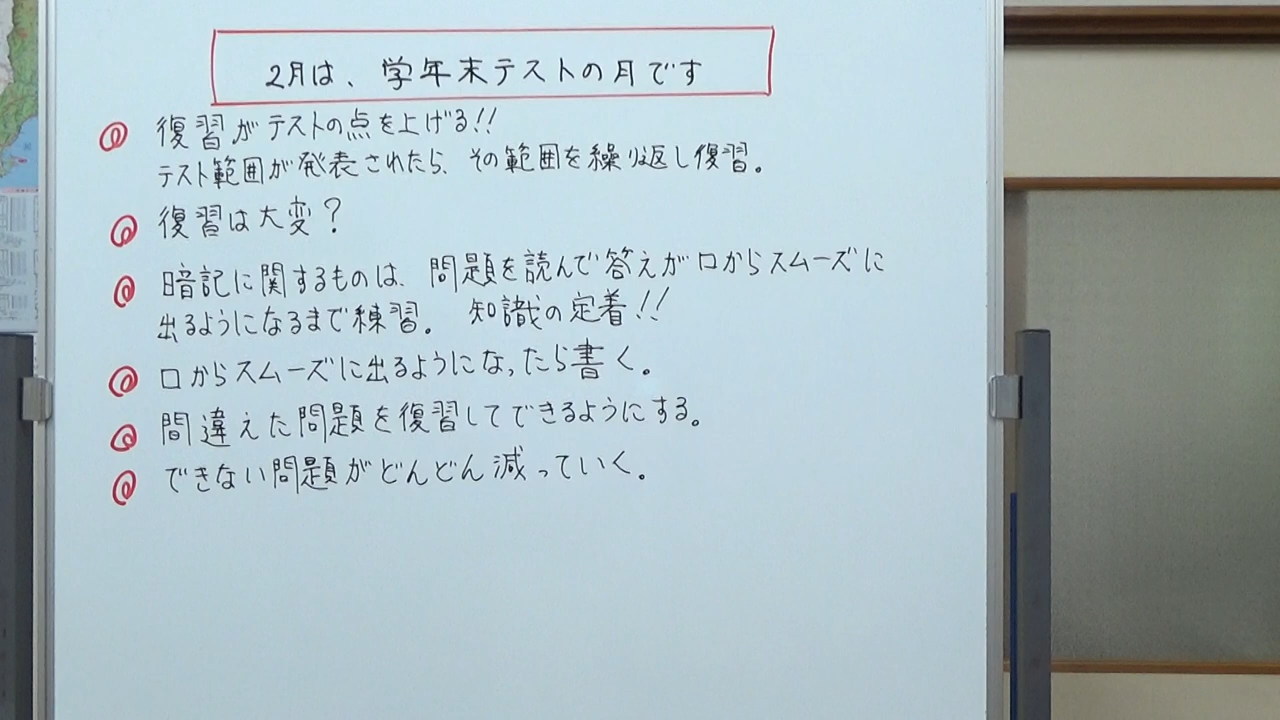 2月は、学年末テストの月です
復習がテストの点を上げる!!
テスト範囲が発表されたら、その範囲を繰り返し復習。
復習は大変?
暗記に関するものは、問題を読んで答えが口からスムーズに
出るようになるまで練習。 知識の定着!!
口からスムーズに出るようになったら書く。
間違えた問題を復習してできるようにする。
できない問題がどんどん減っていく。